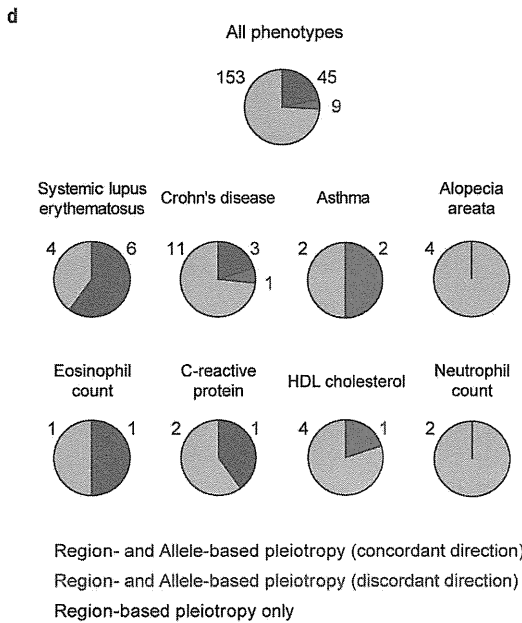 d
All phenotypes
153 45
9
Systemic lupus erythematosus
Crohn's disease
Asthma
Alopecia areata
4 6
11 3
1
2 2
4
Eosinophil count
C-reactive protein
HDL cholesterol
Neutrophil count
1 1
2 1
4 1
2
Region- and Allele-based pleiotropy (concordant direction)
Region- and Allele-based pleiotropy (discordant direction)
Region-based pleiotropy only